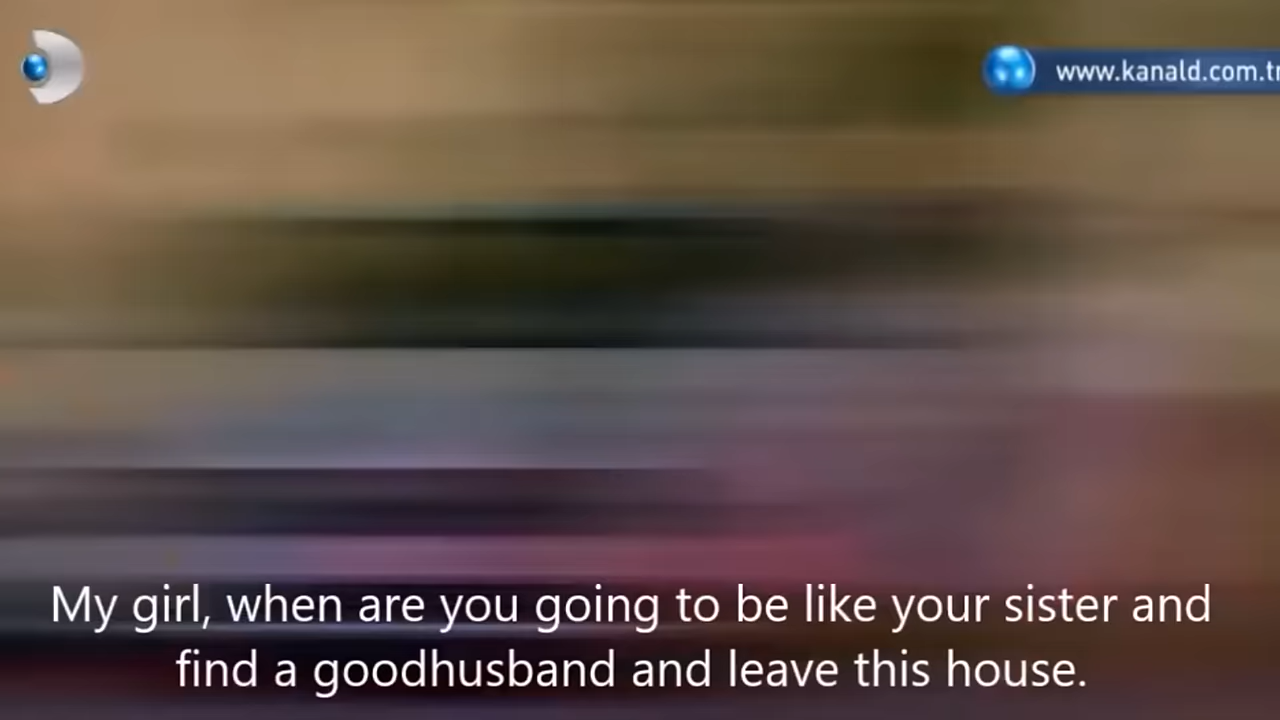 www.kanald.com.tr
My girl, when are you going to be like your sister and
find a goodhusband and leave this house.